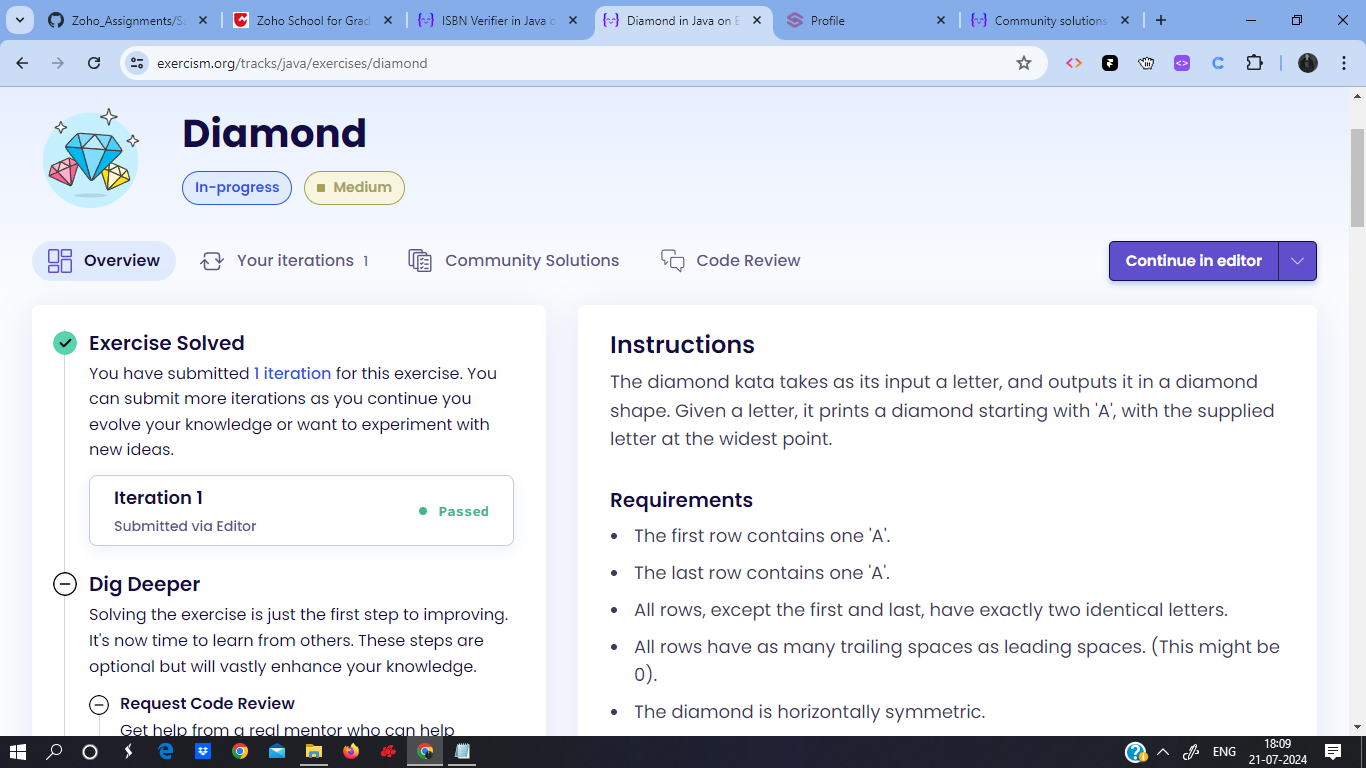 Zoho_Assignments/Sa
Zoho School for Grad
ISBN Verifier in Java o
Diamond in Java on E
Profile
Community solutions
exercism.org/tracks/java/exercises/diamond
Diamond
In-progress
Medium
Overview
Your iterations 1
Community Solutions
Code Review
Continue in editor
Exercise Solved
You have submitted 1 iteration for this exercise. You
can submit more iterations as you continue you
evolve your knowledge or want to experiment with
new ideas.
Iteration 1
Submitted via Editor
Passed
Dig Deeper
Solving the exercise is just the first step to improving.
It's now time to learn from others. These steps are
optional but will vastly enhance your knowledge.
Request Code Review
Get help from a real mentor who can help
Instructions
The diamond kata takes as its input a letter, and outputs it in a diamond
shape. Given a letter, it prints a diamond starting with 'A', with the supplied
letter at the widest point.
Requirements
The first row contains one 'A'.
The last row contains one 'A'.
All rows, except the first and last, have exactly two identical letters.
All rows have as many trailing spaces as leading spaces. (This might be
0).
The diamond is horizontally symmetric.
ENG
18:09
21-07-2024